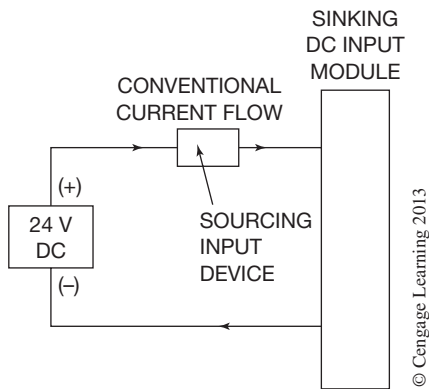 SINKING
DC INPUT
MODULE
CONVENTIONAL
CURRENT FLOW
(+)
24 V
DC
(–)
SOURCING
INPUT
DEVICE
© Cengage Learning 2013